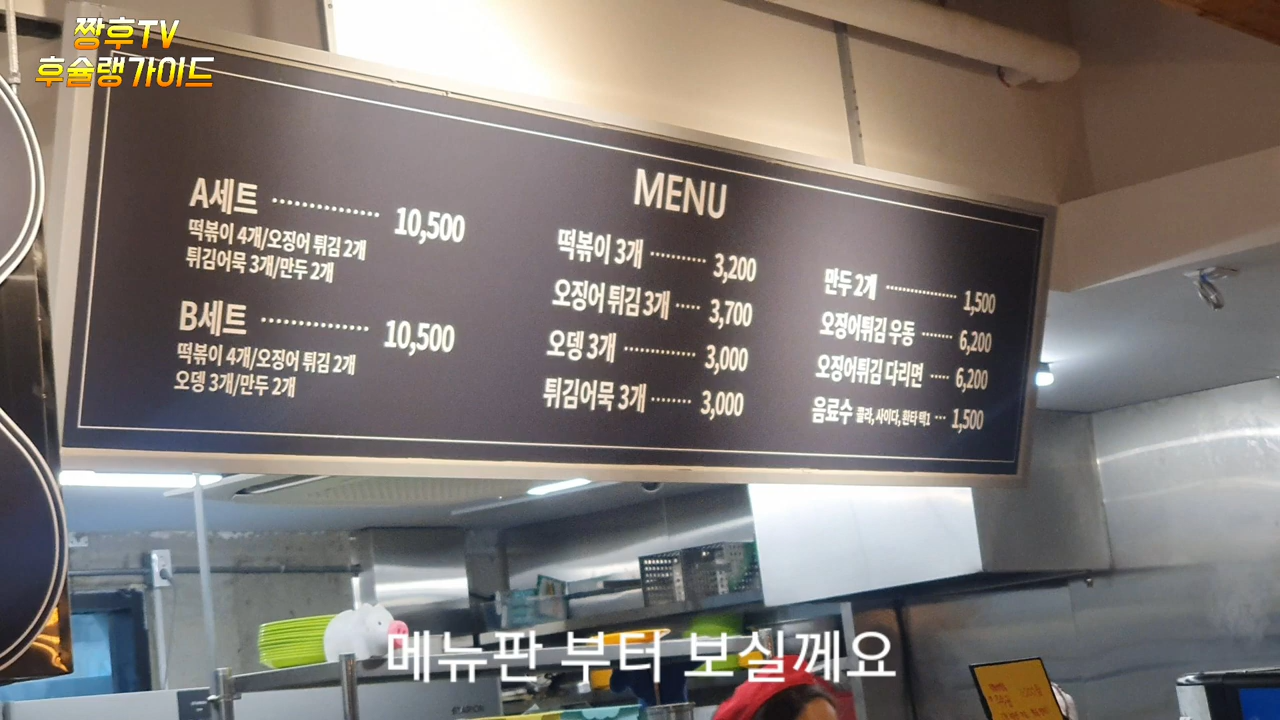 짱후TV
후슐랭가이드
MENU
A세트 ............... 10,500
떡볶이 4개/오징어 튀김 2개
튀김어묵 3개/만두 2개
B세트 ............... 10,500
떡볶이 4개/오징어 튀김 2개
오뎅 3개/만두 2개
떡볶이 3개 ........... 3,200
오징어 튀김 3개 ..... 3,700
오뎅 3개 ............. 3,000
튀김어묵 3개 ........ 3,000
만두 2개 ................ 1,500
오징어튀김 우동 ....... 6,200
오징어튀김 다리면 ..... 6,200
음료수 콜라, 사이다, 환타 택1 ... 1,500
메뉴판 부터 보실께요